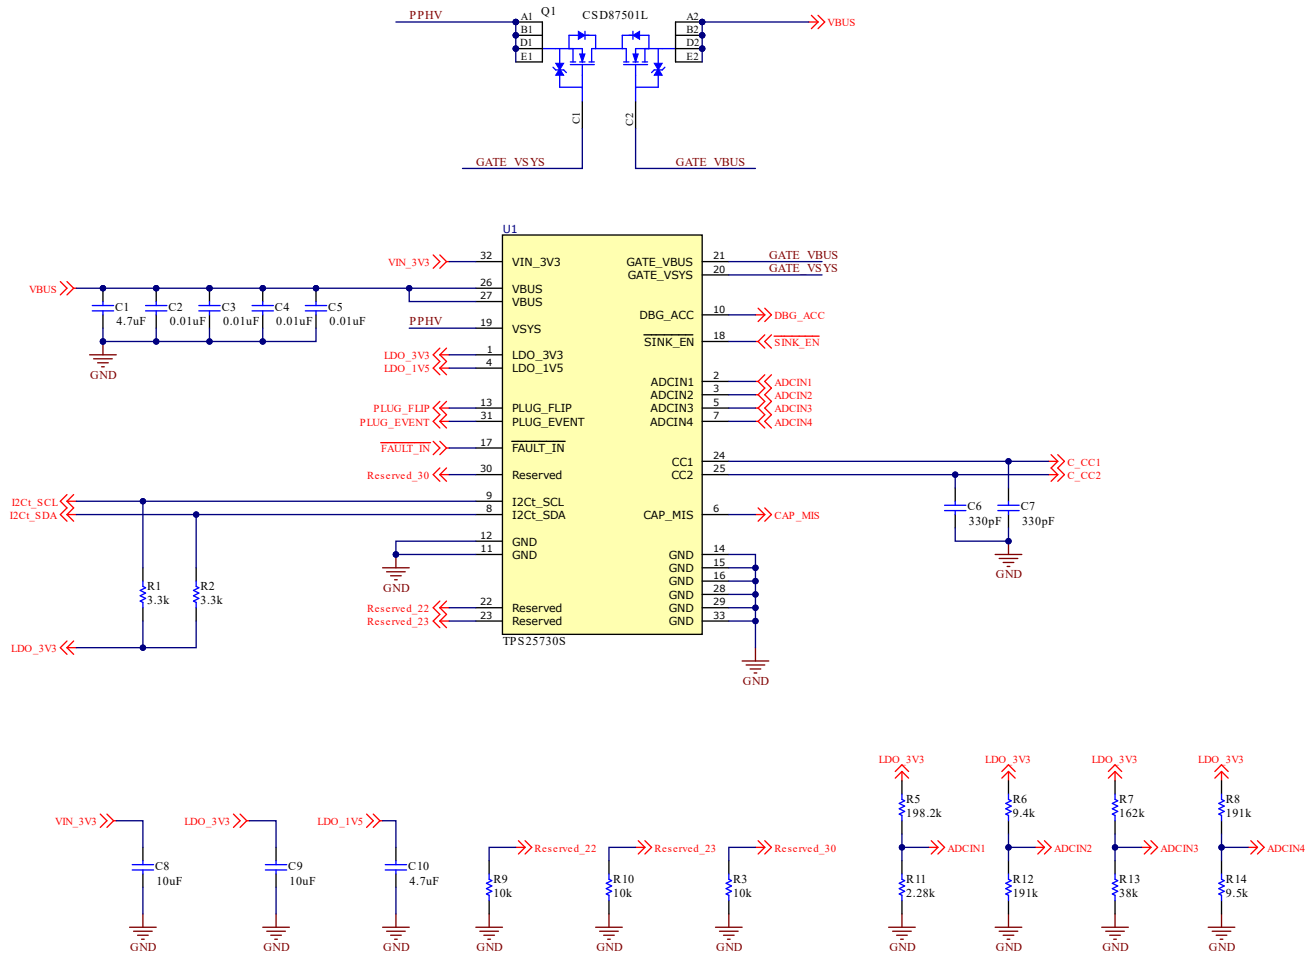 PPHV
A1
B1
D1
E1
Q1
CSD87501L
A2
B2
D2
E2
VBUS
C1
C2
GATE_VSYS
GATE_VBUS
U1
VIN_3V3
32
VIN_3V3
VBUS
26
VBUS
27
VBUS
C1
4.7uF
C2
0.01uF
C3
0.01uF
C4
0.01uF
C5
0.01uF
GND
PPHV
19
VSYS
LDO_3V3
1
LDO_3V3
LDO_1V5
4
LDO_1V5
PLUG_FLIP
13
PLUG_FLIP
PLUG_EVENT
31
PLUG_EVENT
FAULT_IN
17
FAULT_IN
Reserved_30
30
Reserved
I2Ct_SCL
9
I2Ct_SCL
I2Ct_SDA
8
I2Ct_SDA
12
GND
11
GND
GND
Reserved_22
22
Reserved
Reserved_23
23
Reserved
TPS25730S
R1
3.3k
R2
3.3k
LDO_3V3
GATE_VBUS
21
GATE_VBUS
GATE_VSYS
20
GATE_VSYS
DBG_ACC
10
DBG_ACC
SINK_EN
18
SINK_EN
ADCIN1
2
ADCIN1
ADCIN2
3
ADCIN2
ADCIN3
5
ADCIN3
ADCIN4
7
ADCIN4
CC1
24
C_CC1
CC2
25
C_CC2
C6
330pF
C7
330pF
GND
CAP_MIS
6
CAP_MIS
GND
14
GND
15
GND
16
GND
28
GND
29
GND
33
GND
VIN_3V3
C8
10uF
GND
LDO_3V3
C9
10uF
GND
LDO_1V5
C10
4.7uF
GND
Reserved_22
R9
10k
GND
Reserved_23
R10
10k
GND
Reserved_30
R3
10k
GND
LDO_3V3
R5
198.2k
ADCIN1
R11
2.28k
GND
LDO_3V3
R6
9.4k
ADCIN2
R12
191k
GND
LDO_3V3
R7
162k
ADCIN3
R13
38k
GND
LDO_3V3
R8
191k
ADCIN4
R14
9.5k
GND